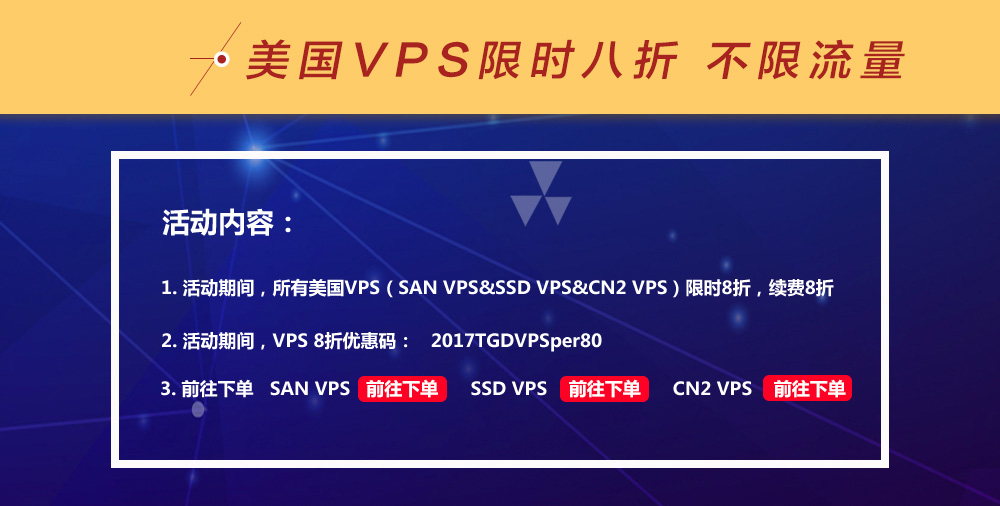 美国VPS限时八折 不限流量
活动内容：
1. 活动期间，所有美国VPS（SAN VPS&SSD VPS&CN2 VPS）限时8折，续费8折
2. 活动期间，VPS 8折优惠码： 2017TGDVPSper80
3. 前往下单 SAN VPS 前往下单 SSD VPS 前往下单 CN2 VPS 前往下单